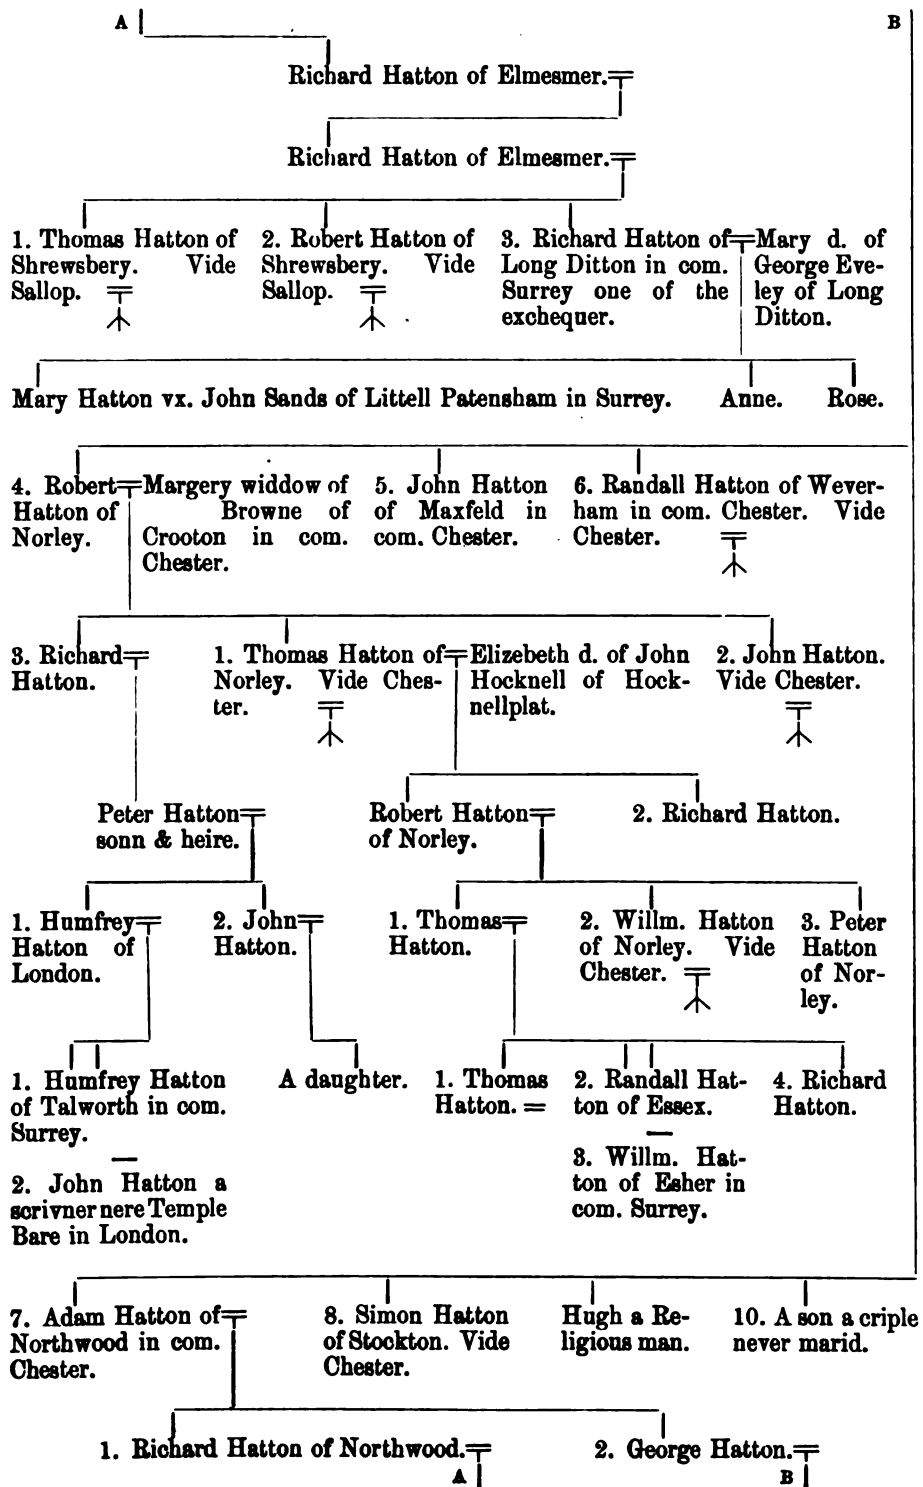 A B
Richard Hatton of Elmesmer.
Richard Hatton of Elmesmer.
1. Thomas Hatton of
Shrewsbery. Vide
Sallop.
2. Robert Hatton of
Shrewsbery. Vide
Sallop.
3. Richard Hatton of
Long Ditton in com.
Surrey one of the
exchequer.
Mary d. of
George Eve-
ley of Long
Ditton.
Mary Hatton vx. John Sands of Littell Patensham in Surrey. Anne. Rose.
4. Robert
Hatton of
Norley.
Margery widdow of
Browne of
Crooton in com.
Chester.
5. John Hatton
of Maxfeld in
com. Chester.
6. Randall Hatton of Wever-
ham in com. Chester. Vide
Chester.
3. Richard
Hatton.
1. Thomas Hatton of
Norley. Vide Ches-
ter.
Elizebeth d. of John
Hocknell of Hock-
nellplat.
2. John Hatton.
Vide Chester.
Peter Hatton
sonn & heire.
Robert Hatton
of Norley.
2. Richard Hatton.
1. Humfrey
Hatton of
London.
2. John
Hatton.
1. Thomas
Hatton.
2. Willm. Hatton
of Norley. Vide
Chester.
3. Peter
Hatton
of Nor-
ley.
1. Humfrey Hatton
of Talworth in com.
Surrey.
2. John Hatton a
scrivner nere Temple
Bare in London.
A daughter.
1. Thomas
Hatton. =
2. Randall Hat-
ton of Essex.
3. Willm. Hat-
ton of Esher in
com. Surrey.
4. Richard
Hatton.
7. Adam Hatton of
Northwood in com.
Chester.
8. Simon Hatton
of Stockton. Vide
Chester.
Hugh a Re-
ligious man.
10. A son a criple
never marid.
1. Richard Hatton of Northwood.
A
2. George Hatton.
B